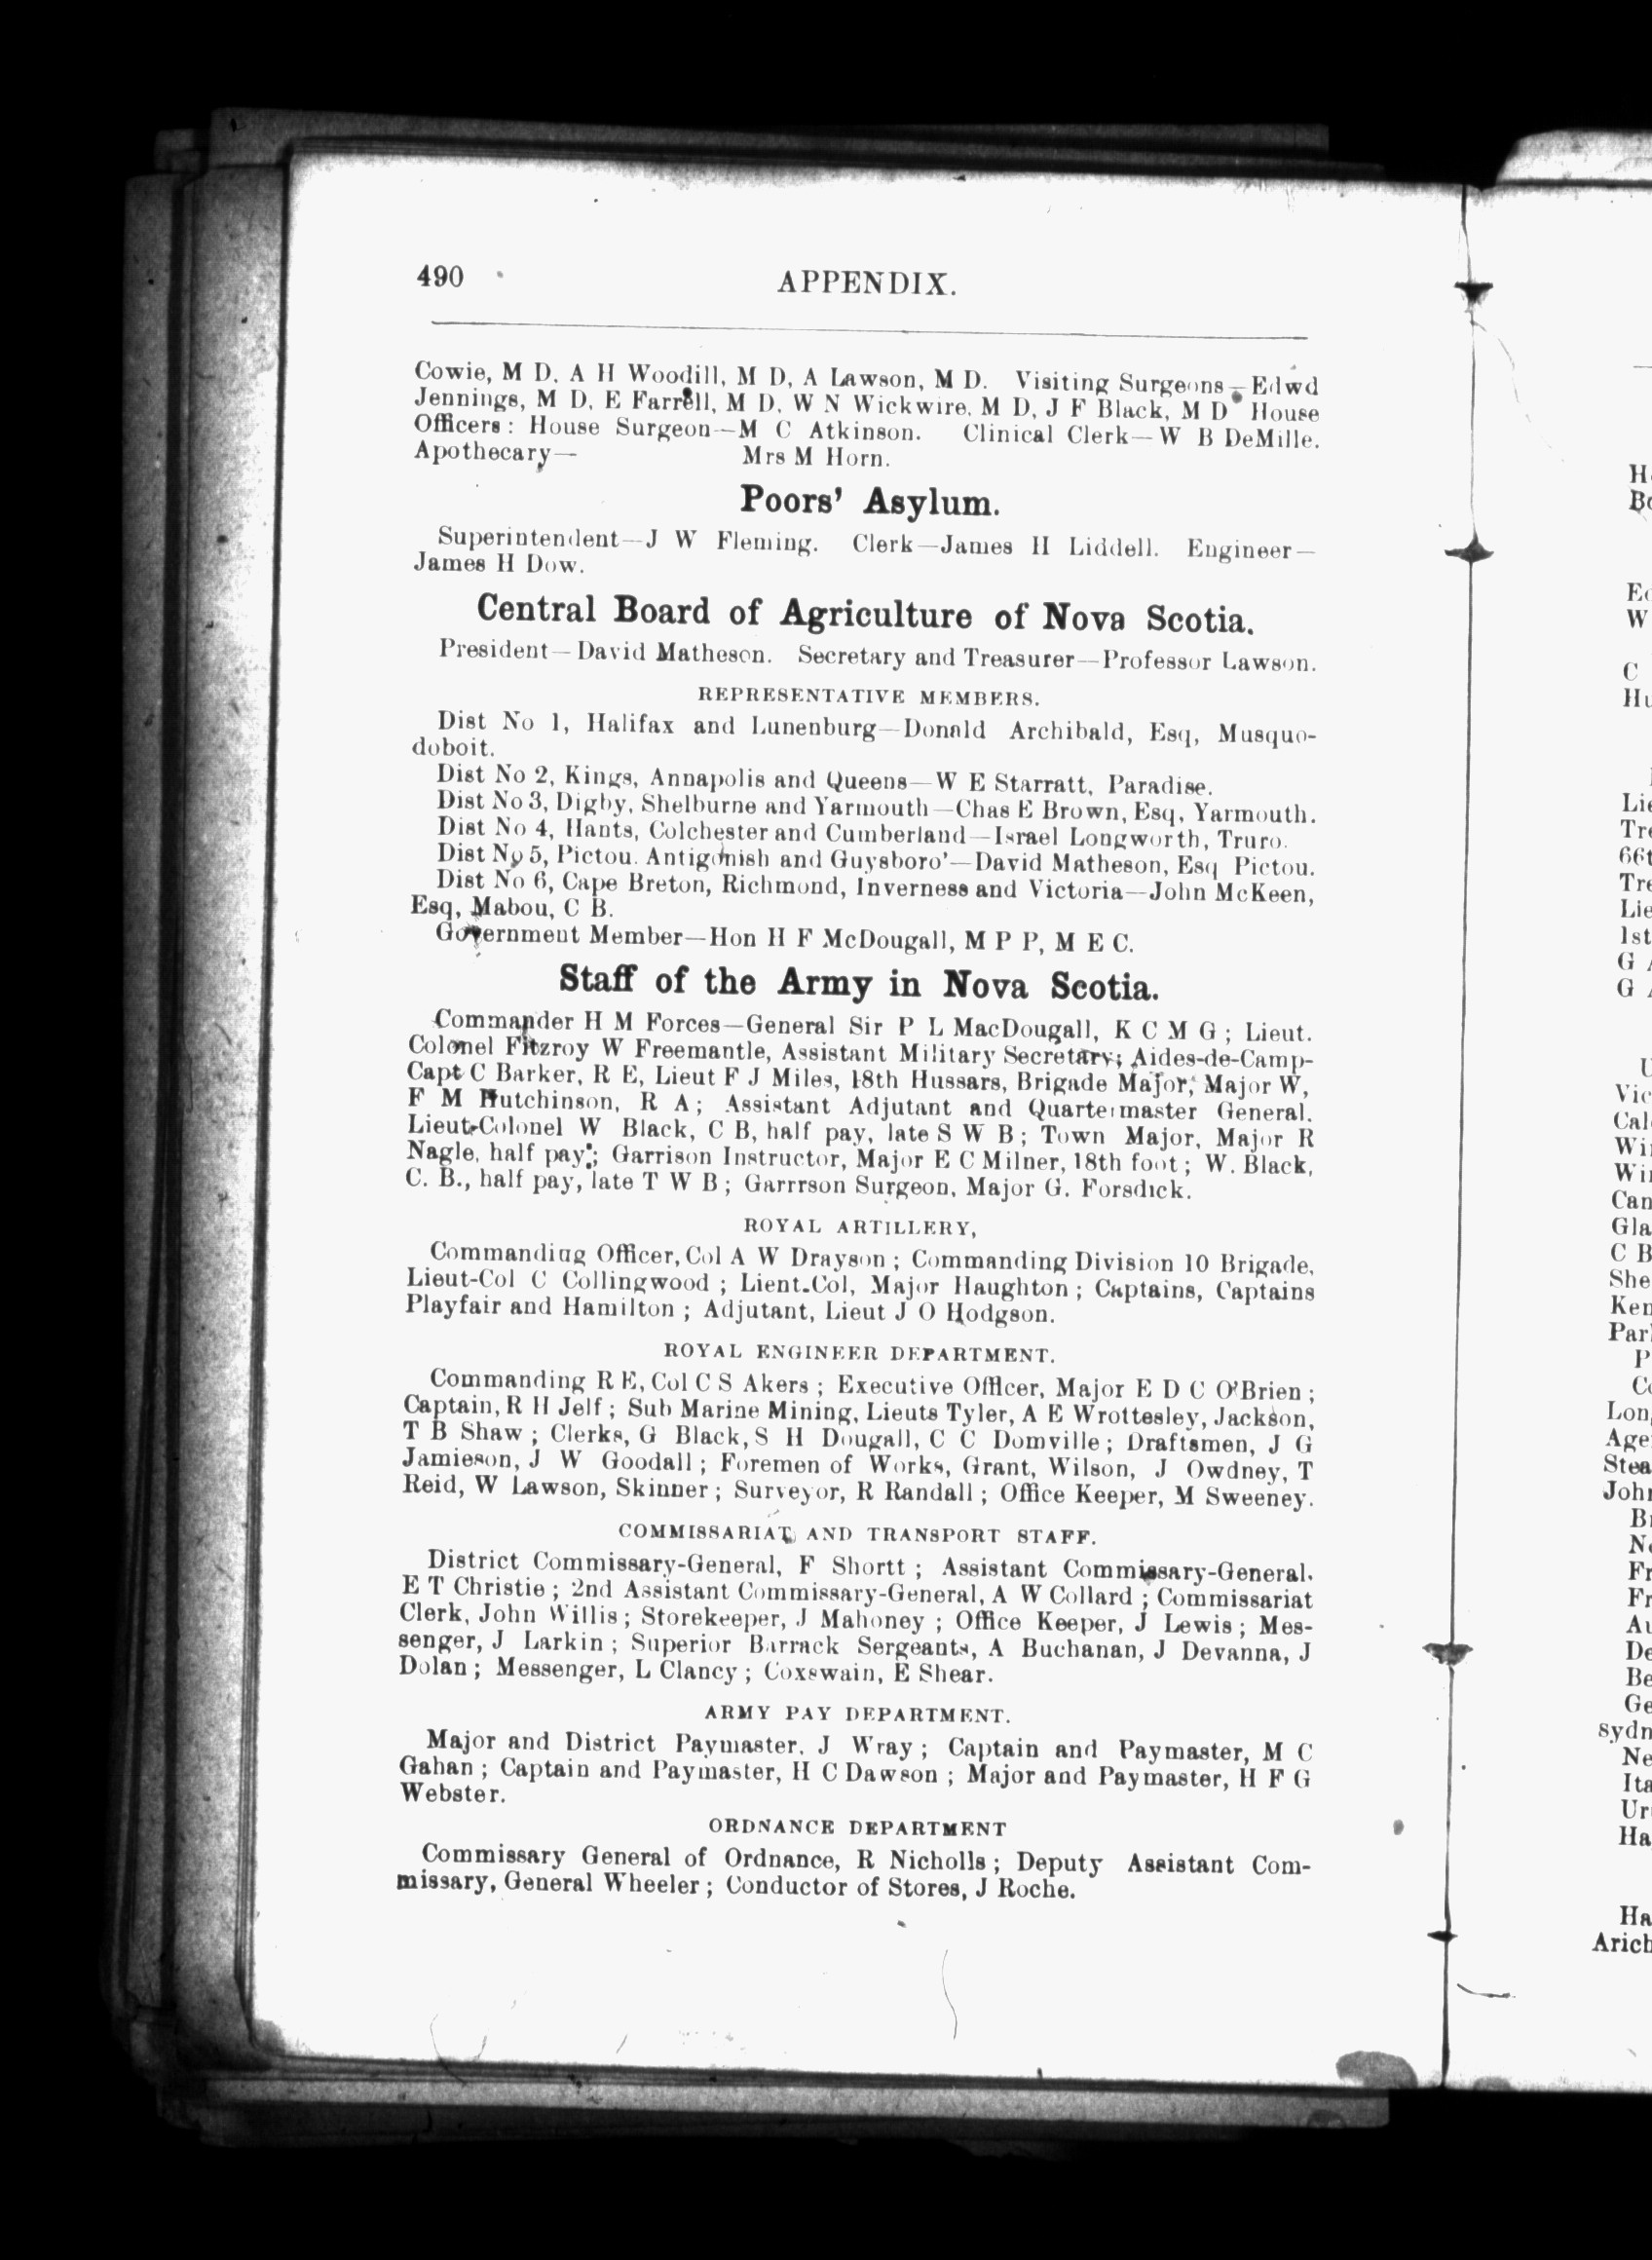 490
APPENDIX.
Cowie, M D, A H Woodill, M D, A Lawson, M D. Visiting Surgeons—Edwd
Jennings, M D, E Farrell, M D, W N Wickwire, M D, J F Black, M D House
Officers: House Surgeon—M C Atkinson. Clinical Clerk—W B DeMille.
Apothecary— Mrs M Horn.
Poors' Asylum.
Superintendent—J W Fleming. Clerk—James H Liddell. Engineer—
James H Dow.
Central Board of Agriculture of Nova Scotia.
President—David Matheson. Secretary and Treasurer—Professor Lawson.
REPRESENTATIVE MEMBERS.
Dist No 1, Halifax and Lunenburg—Donald Archibald, Esq, Musquo-
doboit.
Dist No 2, Kings, Annapolis and Queens—W E Starratt, Paradise.
Dist No 3, Digby, Shelburne and Yarmouth—Chas E Brown, Esq, Yarmouth.
Dist No 4, Hants, Colchester and Cumberland—Israel Longworth, Truro.
Dist No 5, Pictou. Antigonish and Guysboro'—David Matheson, Esq Pictou.
Dist No 6, Cape Breton, Richmond, Inverness and Victoria—John McKeen,
Esq, Mabou, C B.
Government Member—Hon H F McDougall, M P P, M E C.
Staff of the Army in Nova Scotia.
Commander H M Forces—General Sir P L MacDougall, K C M G; Lieut.
Colonel Fitzroy W Freemantle, Assistant Military Secretary; Aides-de-Camp-
Capt C Barker, R E, Lieut F J Miles, 18th Hussars, Brigade Major, Major W,
F M Hutchinson, R A; Assistant Adjutant and Quartermaster General.
Lieut-Colonel W Black, C B, half pay, late S W B; Town Major, Major R
Nagle, half pay; Garrison Instructor, Major E C Milner, 18th foot; W. Black,
C. B., half pay, late T W B; Garrrson Surgeon, Major G. Forsdick.
ROYAL ARTILLERY,
Commanding Officer, Col A W Drayson; Commanding Division 10 Brigade,
Lieut-Col C Collingwood; Lient.Col, Major Haughton; Captains, Captains
Playfair and Hamilton; Adjutant, Lieut J O Hodgson.
ROYAL ENGINEER DEPARTMENT.
Commanding R E, Col C S Akers; Executive Officer, Major E D C O'Brien;
Captain, R H Jelf; Sub Marine Mining, Lieuts Tyler, A E Wrottesley, Jackson,
T B Shaw; Clerks, G Black, S H Dougall, C C Domville; Draftsmen, J G
Jamieson, J W Goodall; Foremen of Works, Grant, Wilson, J Owdney, T
Reid, W Lawson, Skinner; Surveyor, R Randall; Office Keeper, M Sweeney.
COMMISSARIAT AND TRANSPORT STAFF.
District Commissary-General, F Shortt; Assistant Commissary-General.
E T Christie; 2nd Assistant Commissary-General, A W Collard; Commissariat
Clerk, John Willis; Storekeeper, J Mahoney; Office Keeper, J Lewis; Mes-
senger, J Larkin; Superior Barrack Sergeants, A Buchanan, J Devanna, J
Dolan; Messenger, L Clancy; Coxswain, E Shear.
ARMY PAY DEPARTMENT.
Major and District Paymaster, J Wray; Captain and Paymaster, M C
Gahan; Captain and Paymaster, H C Dawson; Major and Paymaster, H F G
Webster.
ORDNANCE DEPARTMENT
Commissary General of Ordnance, R Nicholls; Deputy Assistant Com-
missary, General Wheeler; Conductor of Stores, J Roche.